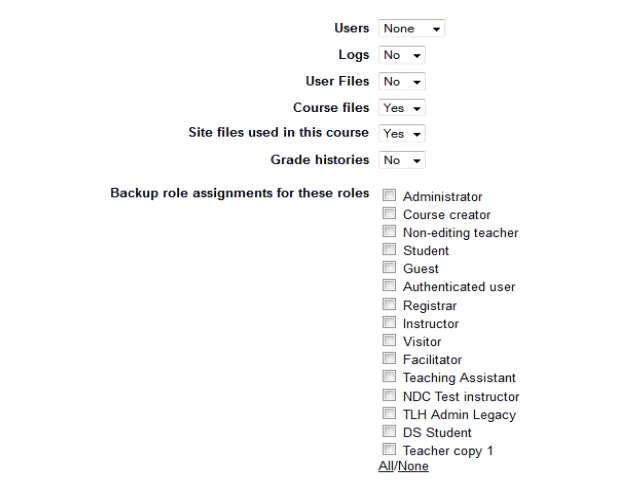 Users None
Logs No
User Files No
Course files Yes
Site files used in this course Yes
Grade histories No
Backup role assignments for these roles Administrator
Course creator
Non-editing teacher
Student
Guest
Authenticated user
Registrar
Instructor
Visitor
Facilitator
Teaching Assistant
NDC Test instructor
TLH Admin Legacy
DS Student
Teacher copy 1
All/None